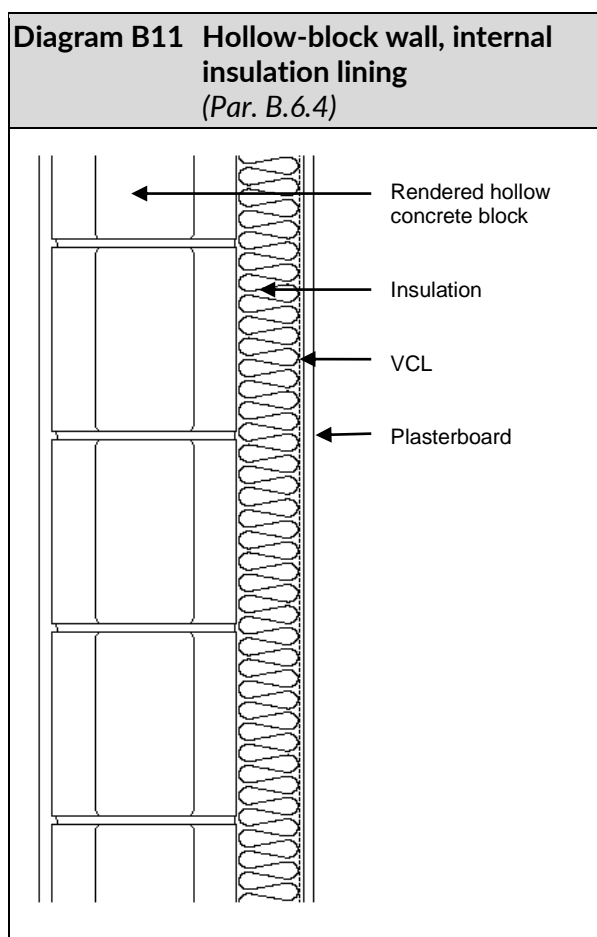 Diagram B11 Hollow-block wall, internal
insulation lining
(Par. B.6.4)
Rendered hollow
concrete block
Insulation
VCL
Plasterboard